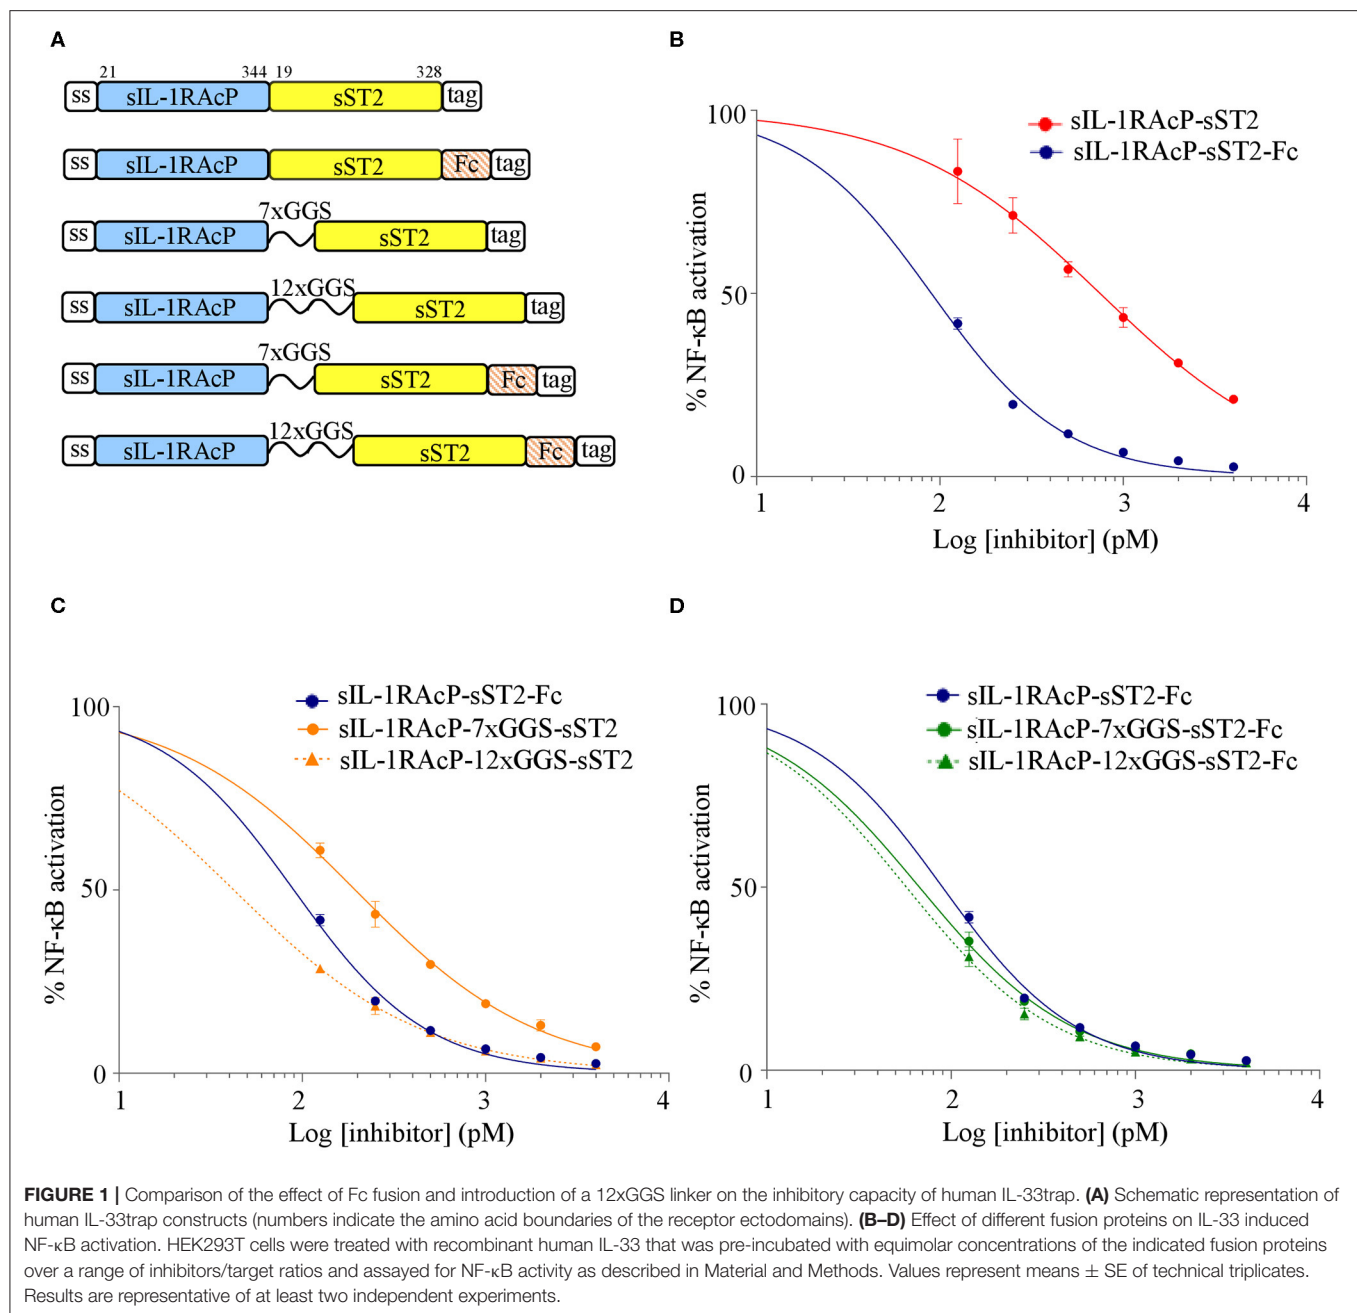 A
21 344 19 328
ss sIL-1RAcP sST2 tag
ss sIL-1RAcP sST2 Fc tag
7xGGS
ss sIL-1RAcP sST2 tag
12xGGS
ss sIL-1RAcP sST2 tag
7xGGS
ss sIL-1RAcP sST2 Fc tag
12xGGS
ss sIL-1RAcP sST2 Fc tag
B
sIL-1RAcP-sST2
sIL-1RAcP-sST2-Fc
% NF-κB activation
100
50
0
1 2 3 4
Log [inhibitor] (pM)
C
sIL-1RAcP-sST2-Fc
sIL-1RAcP-7xGGS-sST2
sIL-1RAcP-12xGGS-sST2
% NF-κB activation
100
50
0
1 2 3 4
Log [inhibitor] (pM)
D
sIL-1RAcP-sST2-Fc
sIL-1RAcP-7xGGS-sST2-Fc
sIL-1RAcP-12xGGS-sST2-Fc
% NF-κB activation
100
50
0
1 2 3 4
Log [inhibitor] (pM)
FIGURE 1 | Comparison of the effect of Fc fusion and introduction of a 12xGGS linker on the inhibitory capacity of human IL-33trap. (A) Schematic representation of
human IL-33trap constructs (numbers indicate the amino acid boundaries of the receptor ectodomains). (B–D) Effect of different fusion proteins on IL-33 induced
NF-κB activation. HEK293T cells were treated with recombinant human IL-33 that was pre-incubated with equimolar concentrations of the indicated fusion proteins
over a range of inhibitors/target ratios and assayed for NF-κB activity as described in Material and Methods. Values represent means ± SE of technical triplicates.
Results are representative of at least two independent experiments.